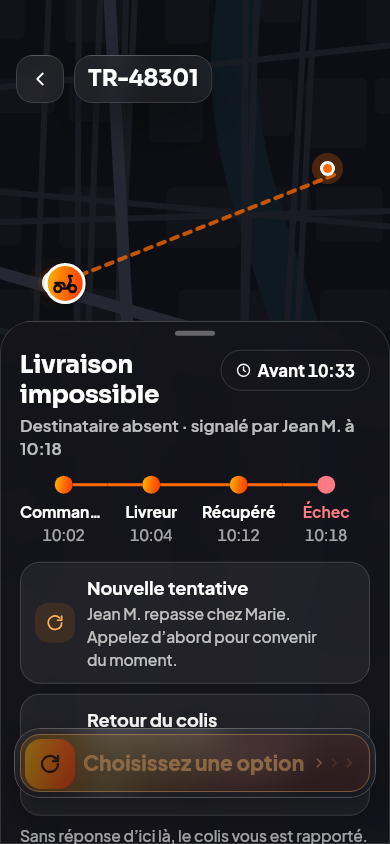 TR-48301
Livraison
impossible
Avant 10:33
Destinataire absent · signalé par Jean M. à
10:18
Comman… Livreur Récupéré Échec
10:02 10:04 10:12 10:18
Nouvelle tentative
Jean M. repasse chez Marie.
Appelez d’abord pour convenir
du moment.
Retour du colis
Choisissez une option
Sans réponse d’ici là, le colis vous est rapporté.